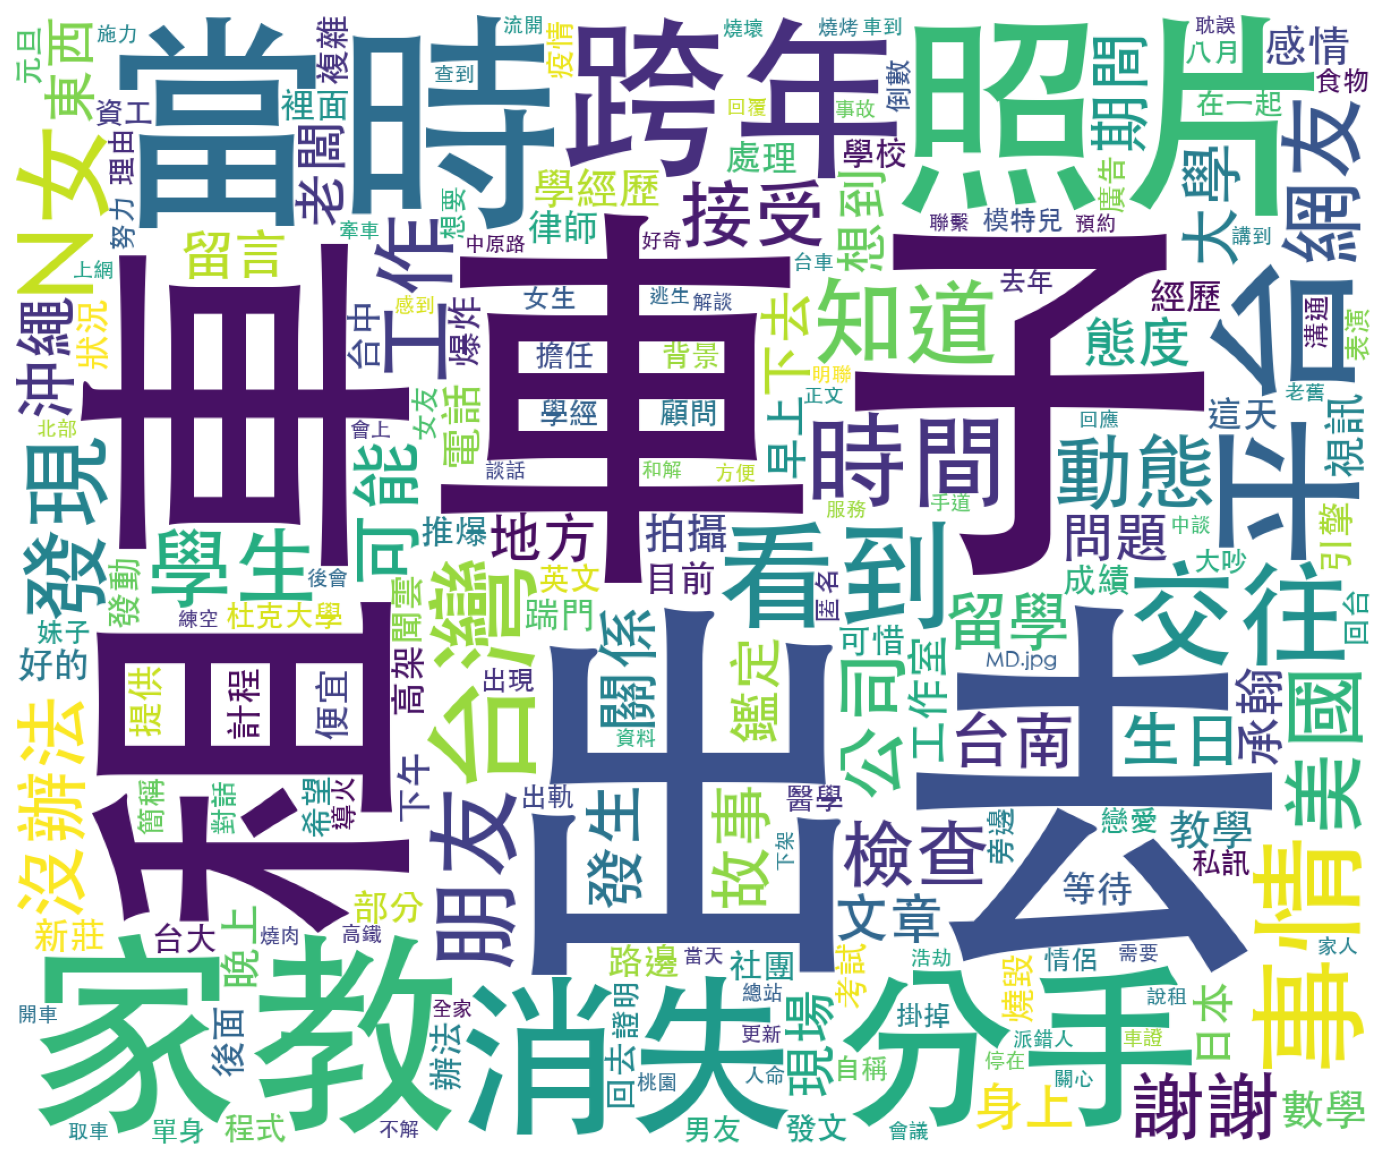 元旦
施力
東西
當時
複雜
疫情
流開
查到
跨年
燒壞
燒烤
車到
倒數
照片
耽誤
八月
期間
感情
食物
在一起
資工
裡面
回覆
事故
N女
理由
老闆
學經歷
處理
學校
廣告
大學
網友
努力
上網
留言
牽車
工作
想要
律師
中原路
接受
好奇
想到
聯繫
模特兒
預約
講到
沖繩
狀況
台中
感到
爆炸
女生
逃生
解談
台車
去年
經歷
溝通
表演
平台
車
車子
知道
態度
下去
擔任
背景
明聯
學經
顧問
正文
老舊
北部
會上
女友
電話
早上
時間
回應
動態
這天
視訊
發現
可能
談話
和解
方便
服務
手道
中談
學生
推爆
地方
拍攝
看到
問題
大吵
引擎
發動
後會
台灣
英文
目前
匿名
成績
交往
妹子
練空
杜克大學
聞雲
踹門
留學
回台
好的
租
提供
計程
便宜
高架
出現
關係
鑑定
可惜
公司
工作室
MD.jpg
台南
生日
承翰
美國
沒辦法
資料
出去
簡稱
對話
希望
導火
下午
朋友
出軌
發生
故事
醫學
下架
檢查
旁邊
戀愛
教學
私訊
等待
事情
新莊
台大
燒肉
晚上
高鐵
部分
文章
家教
消失
路邊
當天
社團
浩劫
考試
分手
情侶
需要
家人
燒毀
說租
開車
後面
全家
辦法
證明
總站
現場
掛掉
更新
派錯人
車證
日本
回去
桃園
人命
自稱
停在
關心
取車
單身
程式
不解
男友
發文
會議
身上
謝謝
數學